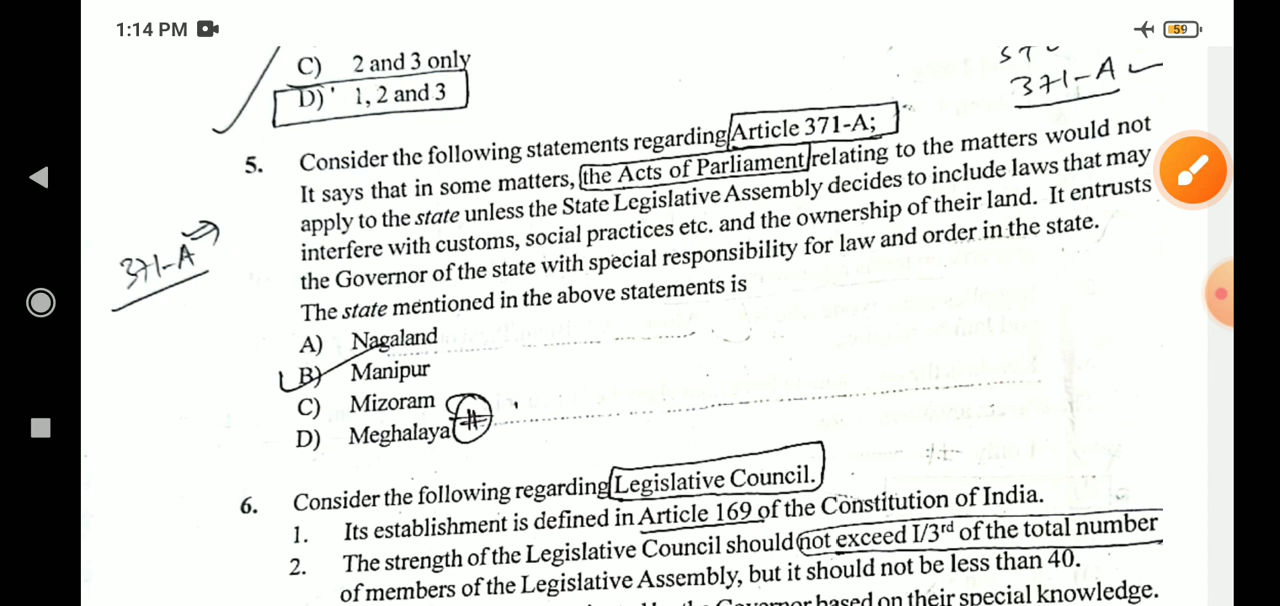 1:14 PM
59
C) 2 and 3 only
D) 1, 2 and 3
371-A
5. Consider the following statements regarding Article 371-A;
It says that in some matters, the Acts of Parliament relating to the matters would not
apply to the state unless the State Legislative Assembly decides to include laws that may
interfere with customs, social practices etc. and the ownership of their land. It entrusts
the Governor of the state with special responsibility for law and order in the state.
371-A
The state mentioned in the above statements is
A) Nagaland
B) Manipur
C) Mizoram
D) Meghalaya
6. Consider the following regarding Legislative Council.
1. Its establishment is defined in Article 169 of the Constitution of India.
2. The strength of the Legislative Council should not exceed I/3rd of the total number
of members of the Legislative Assembly, but it should not be less than 40.
based on their special knowledge.